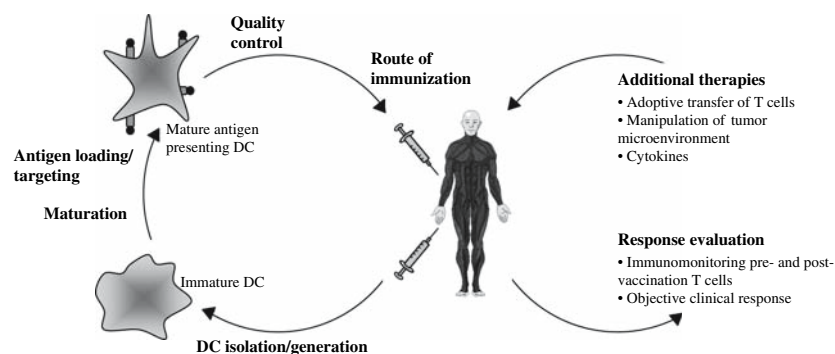 Quality
control
Route of
immunization
Mature antigen
presenting DC
Antigen loading/
targeting
Maturation
Immature DC
DC isolation/generation
Additional therapies
• Adoptive transfer of T cells
• Manipulation of tumor
microenvironment
• Cytokines
Response evaluation
• Immunomonitoring pre- and post-
vaccination T cells
• Objective clinical response